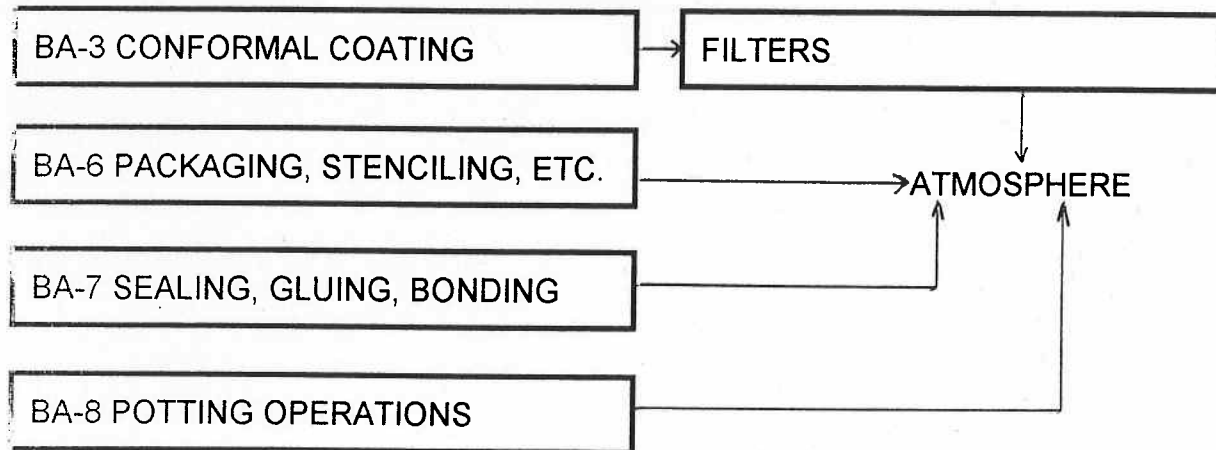 BA-3 CONFORMAL COATING
FILTERS
BA-6 PACKAGING, STENCILING, ETC.
ATMOSPHERE
BA-7 SEALING, GLUING, BONDING
BA-8 POTTING OPERATIONS